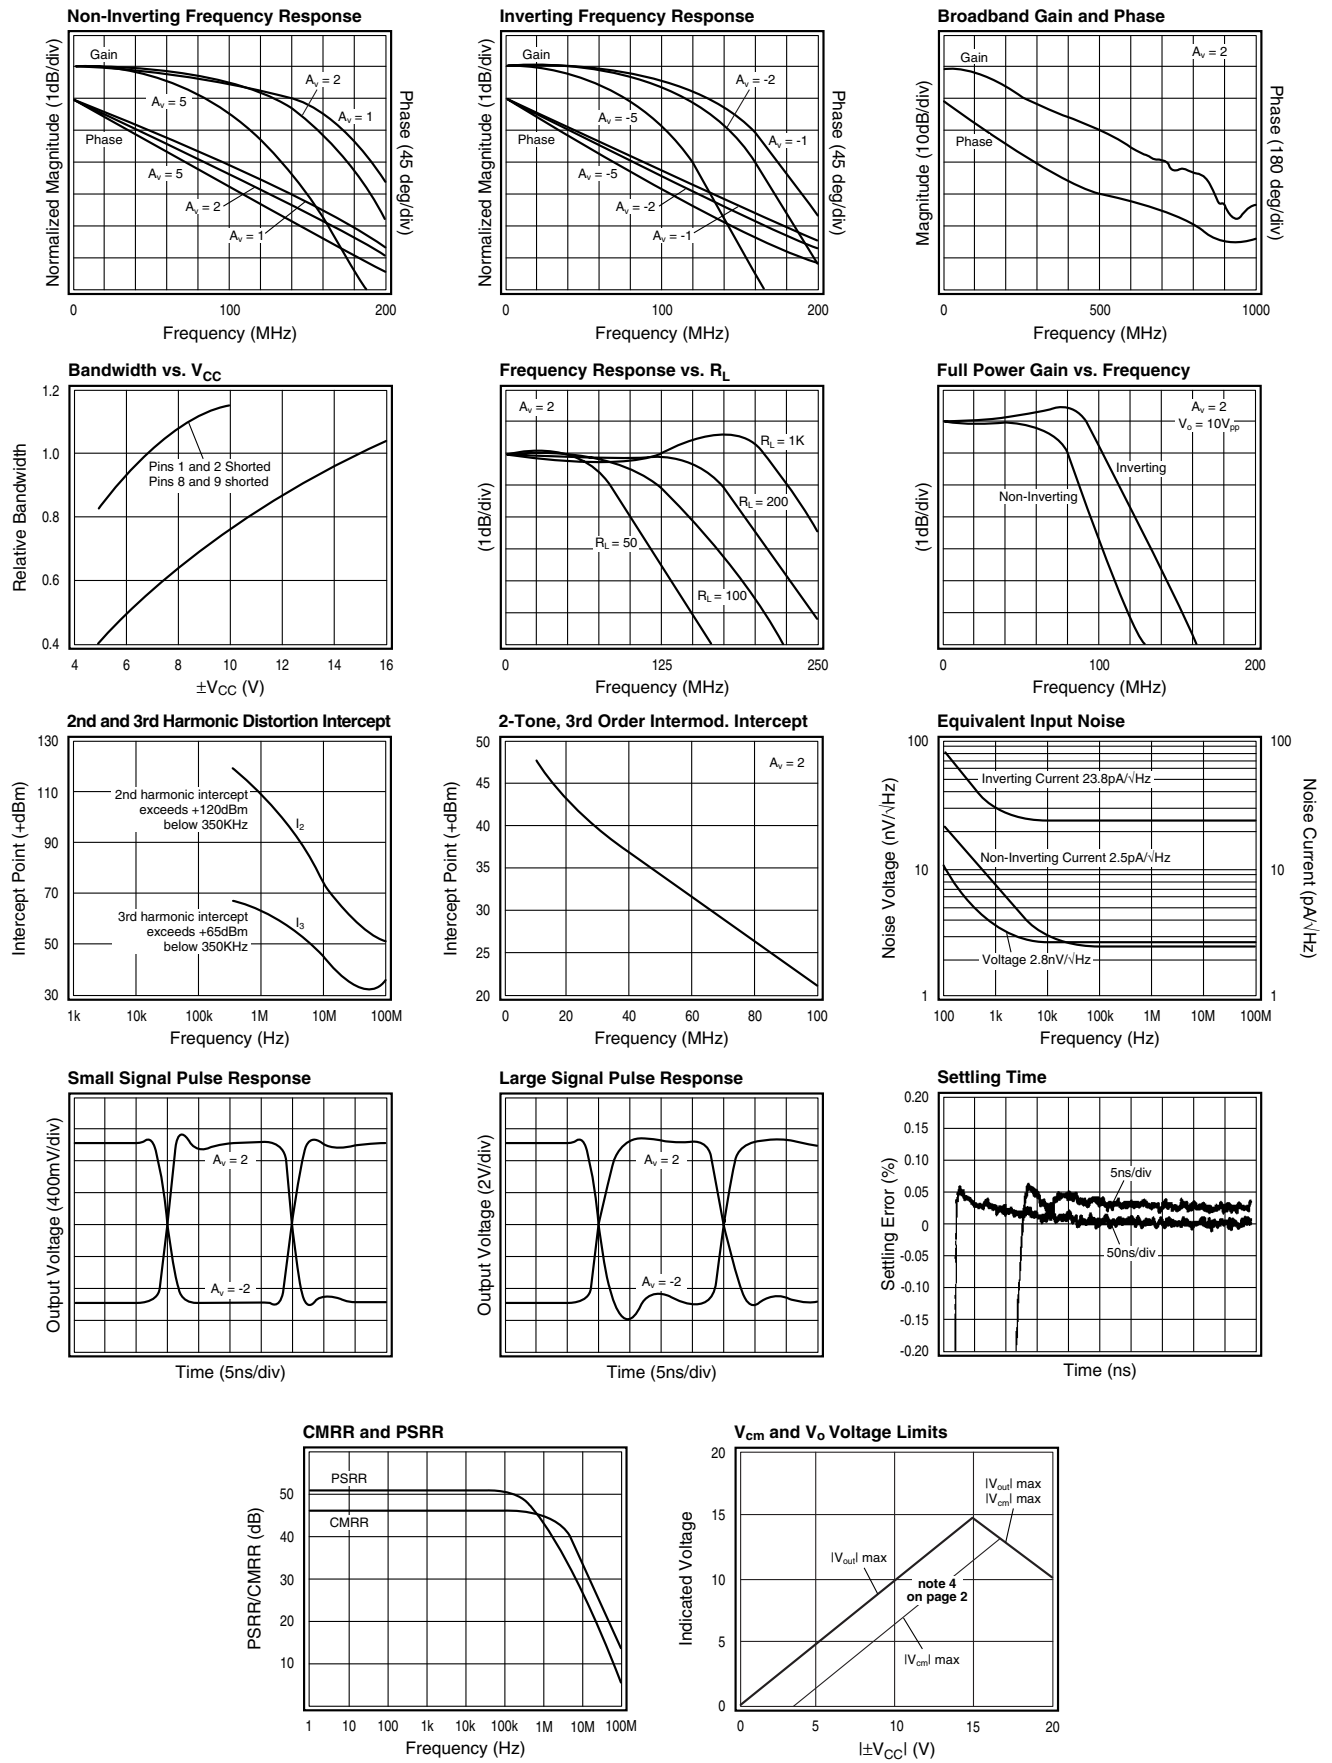 Non-Inverting Frequency Response
Normalized Magnitude (1dB/div)
Phase (45 deg/div)
Gain
Av = 2
Av = 5
Av = 1
Phase
Av = 5
Av = 2
Av = 1
0
100
200
Frequency (MHz)
Inverting Frequency Response
Normalized Magnitude (1dB/div)
Phase (45 deg/div)
Gain
Av = -2
Av = -5
Av = -1
Phase
Av = -5
Av = -2
Av = -1
0
100
200
Frequency (MHz)
Broadband Gain and Phase
Magnitude (10dB/div)
Phase (180 deg/div)
Av = 2
Gain
Phase
0
500
1000
Frequency (MHz)
Bandwidth vs. VCC
Relative Bandwidth
1.2
1.0
0.8
0.6
0.4
Pins 1 and 2 Shorted
Pins 8 and 9 shorted
4
6
8
10
12
14
16
±VCC (V)
Frequency Response vs. RL
(1dB/div)
Av = 2
RL = 1K
RL = 200
RL = 50
RL = 100
0
125
250
Frequency (MHz)
Full Power Gain vs. Frequency
(1dB/div)
Av = 2
Vo = 10Vpp
Inverting
Non-Inverting
0
100
200
Frequency (MHz)
2nd and 3rd Harmonic Distortion Intercept
Intercept Point (+dBm)
130
110
90
70
50
30
2nd harmonic intercept
exceeds +120dBm
below 350KHz
I2
3rd harmonic intercept
exceeds +65dBm
below 350KHz
I3
1k
10k
100k
1M
10M
100M
Frequency (Hz)
2-Tone, 3rd Order Intermod. Intercept
Intercept Point (+dBm)
50
45
40
35
30
25
20
Av = 2
0
20
40
60
80
100
Frequency (MHz)
Equivalent Input Noise
Noise Voltage (nV/√Hz)
Noise Current (pA/√Hz)
100
10
1
100
10
1
Inverting Current 23.8pA/√Hz
Non-Inverting Current 2.5pA/√Hz
Voltage 2.8nV/√Hz
100
1k
10k
100k
1M
10M
100M
Frequency (Hz)
Small Signal Pulse Response
Output Voltage (400mV/div)
Av = 2
Av = -2
Time (5ns/div)
Large Signal Pulse Response
Output Voltage (2V/div)
Av = 2
Av = -2
Time (5ns/div)
Settling Time
Settling Error (%)
0.20
0.15
0.10
0.05
0
-0.05
-0.10
-0.15
-0.20
5ns/div
50ns/div
Time (ns)
CMRR and PSRR
PSRR/CMRR (dB)
50
40
30
20
10
PSRR
CMRR
1
10
100
1k
10k
100k
1M
10M
100M
Frequency (Hz)
Vcm and Vo Voltage Limits
Indicated Voltage
20
15
10
5
0
|Vout| max
|Vcm| max
|Vout| max
note 4
on page 2
|Vcm| max
0
5
10
15
20
|±VCC| (V)